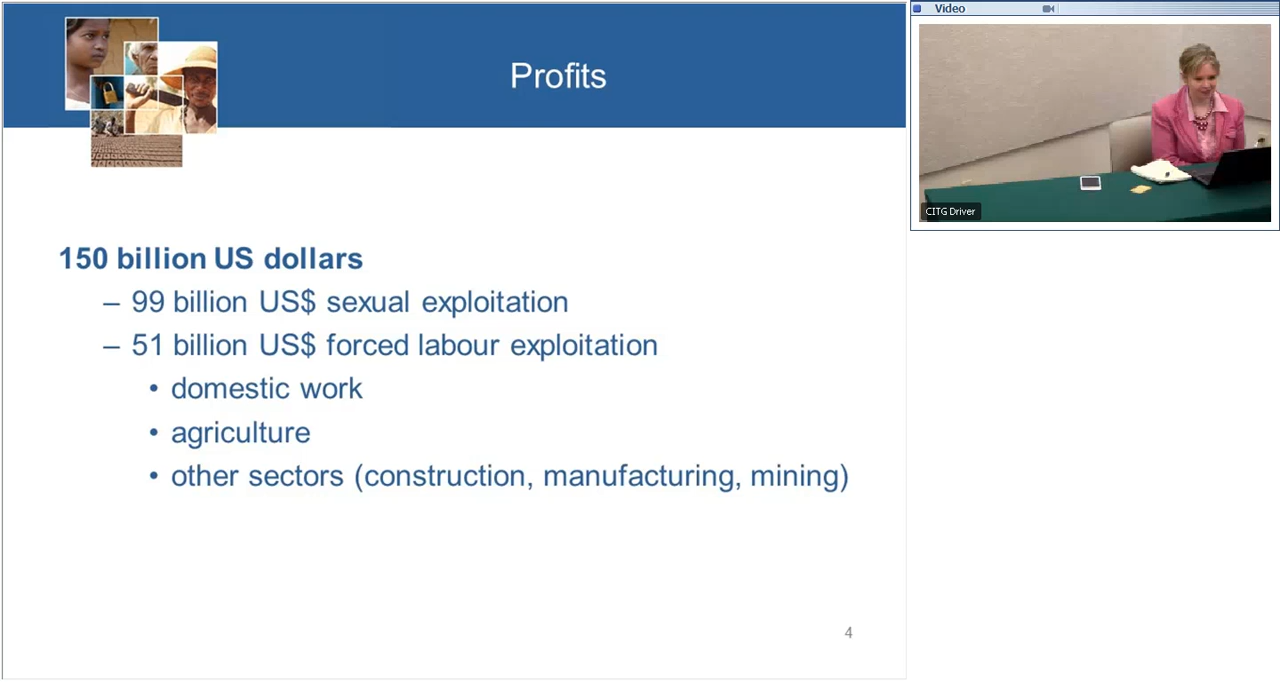 Profits
150 billion US dollars
– 99 billion US$ sexual exploitation
– 51 billion US$ forced labour exploitation
• domestic work
• agriculture
• other sectors (construction, manufacturing, mining)
4
Video
CITG Driver